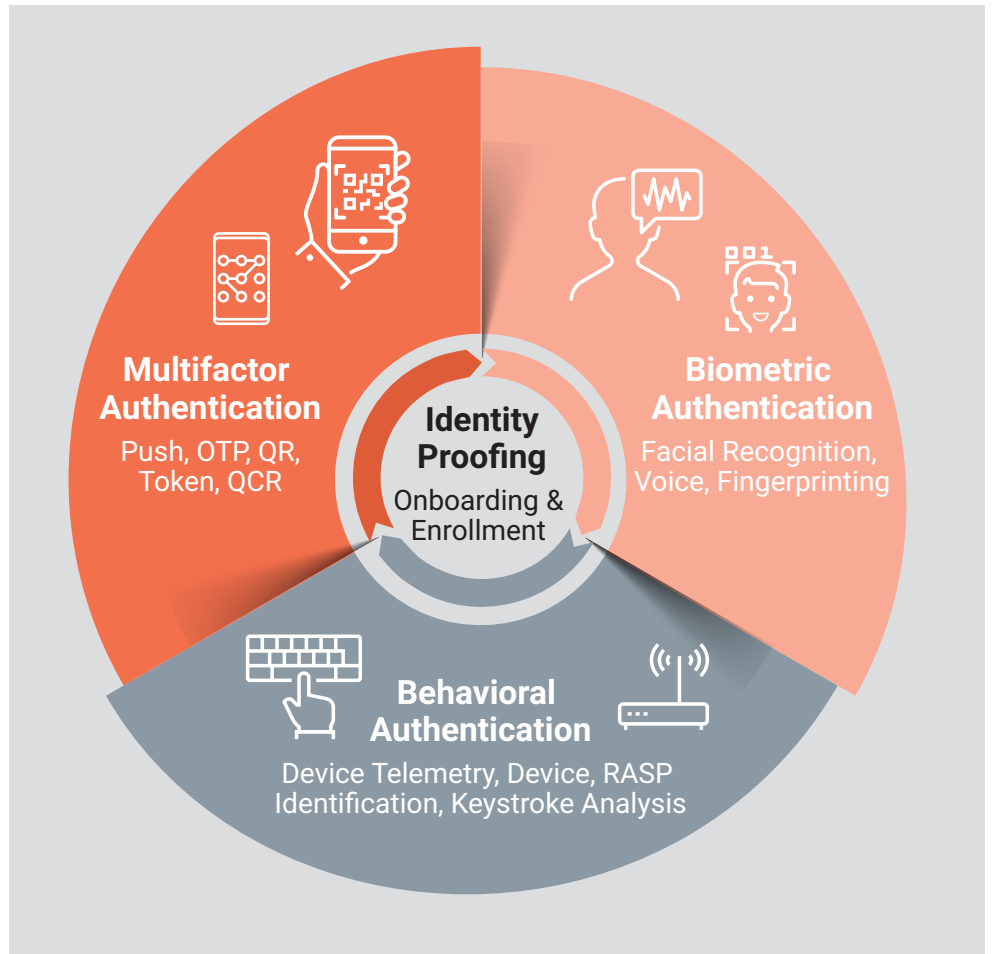 Multifactor
Authentication
Push, OTP, QR,
Token, QCR
001
Biometric
Authentication
Facial Recognition,
Voice, Fingerprinting
Identity
Proofing
Onboarding &
Enrollment
Behavioral
Authentication
Device Telemetry, Device, RASP
Identification, Keystroke Analysis